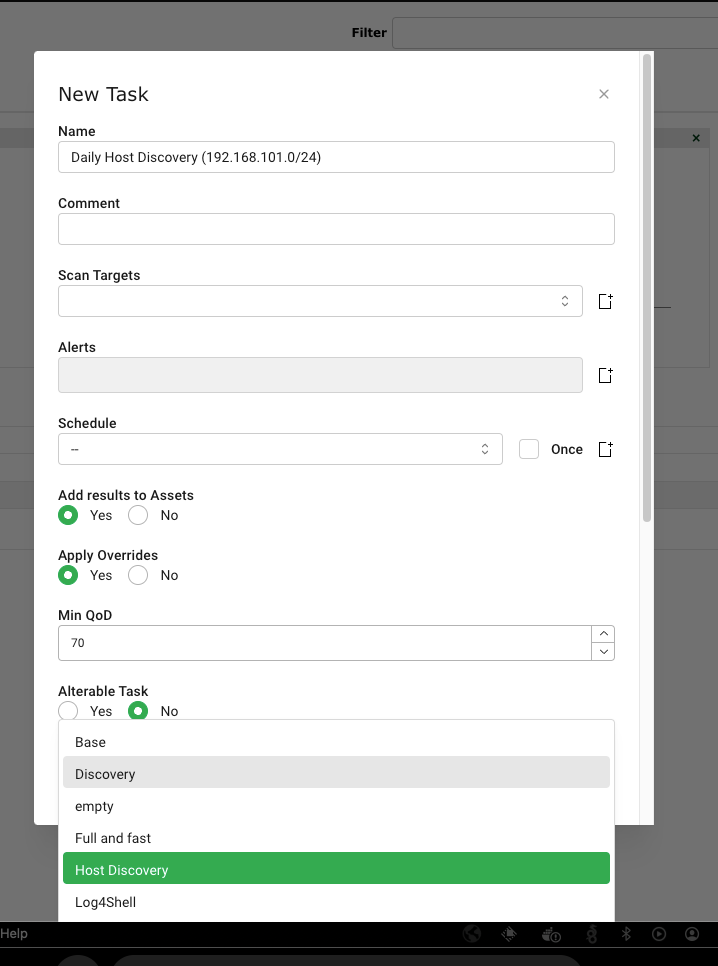 Filter
New Task
Name
Daily Host Discovery (192.168.101.0/24)
Comment
Scan Targets
Alerts
Schedule
--
Once
Add results to Assets
Yes No
Apply Overrides
Yes No
Min QoD
70
Alterable Task
Yes No
Base
Discovery
empty
Full and fast
Host Discovery
Log4Shell
Help